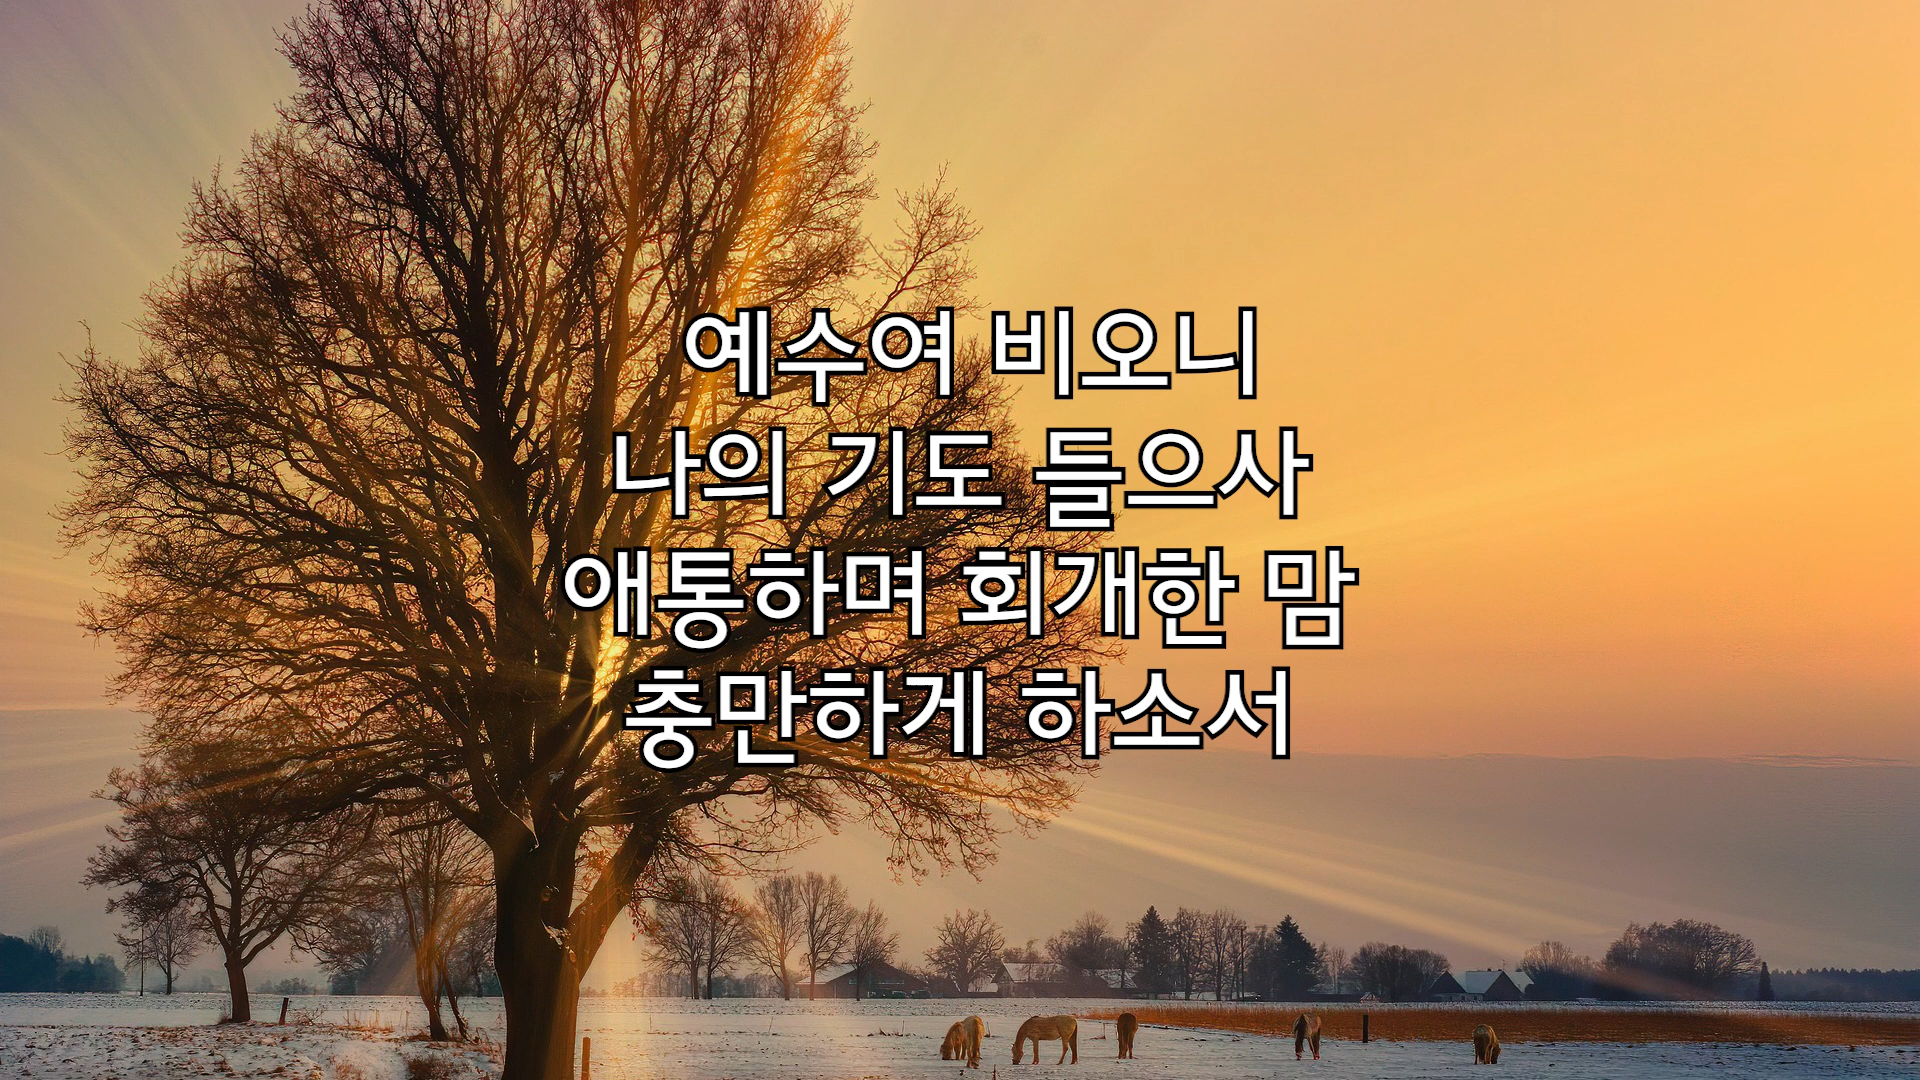 예수여 비오니
나의 기도 들으사
애통하며 회개한 맘
충만하게 하소서